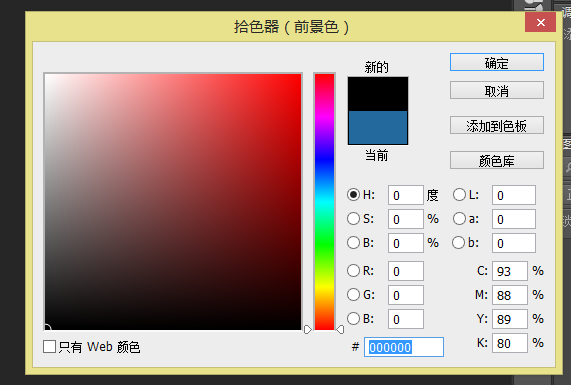 拾色器（前景色）
新的
当前
确定
取消
添加到色板
颜色库
H: 0 度
S: 0 %
B: 0 %
R: 0
G: 0
B: 0
L: 0
a: 0
b: 0
C: 93 %
M: 88 %
Y: 89 %
K: 80 %
# 000000
只有 Web 颜色